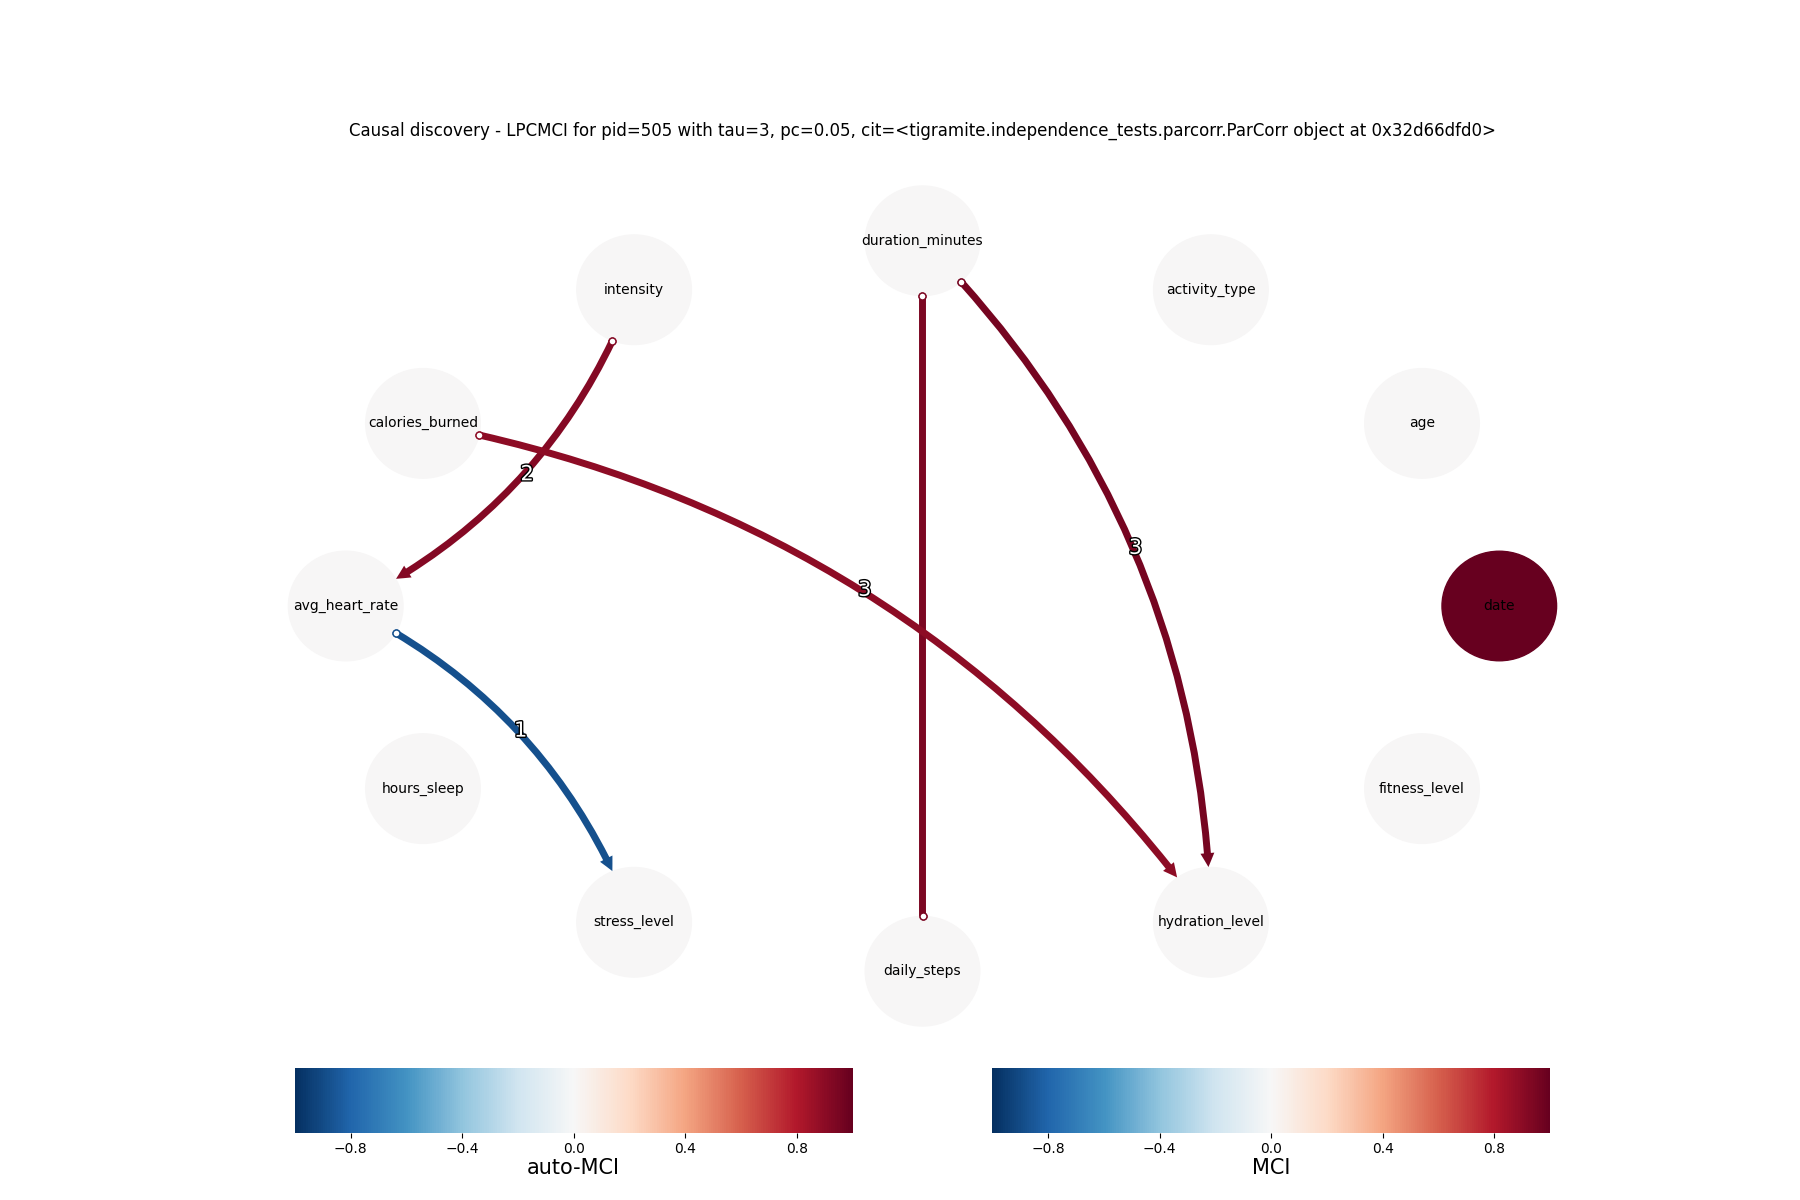 Causal discovery - LPCMCI for pid=505 with tau=3, pc=0.05, cit=<tigramite.independence_tests.parcorr.ParCorr object at 0x32d66dfd0>
duration_minutes
intensity
activity_type
calories_burned
age
2
3
3
avg_heart_rate
date
1
hours_sleep
fitness_level
stress_level
hydration_level
daily_steps
−0.8 −0.4 0.0 0.4 0.8
auto-MCI
−0.8 −0.4 0.0 0.4 0.8
MCI